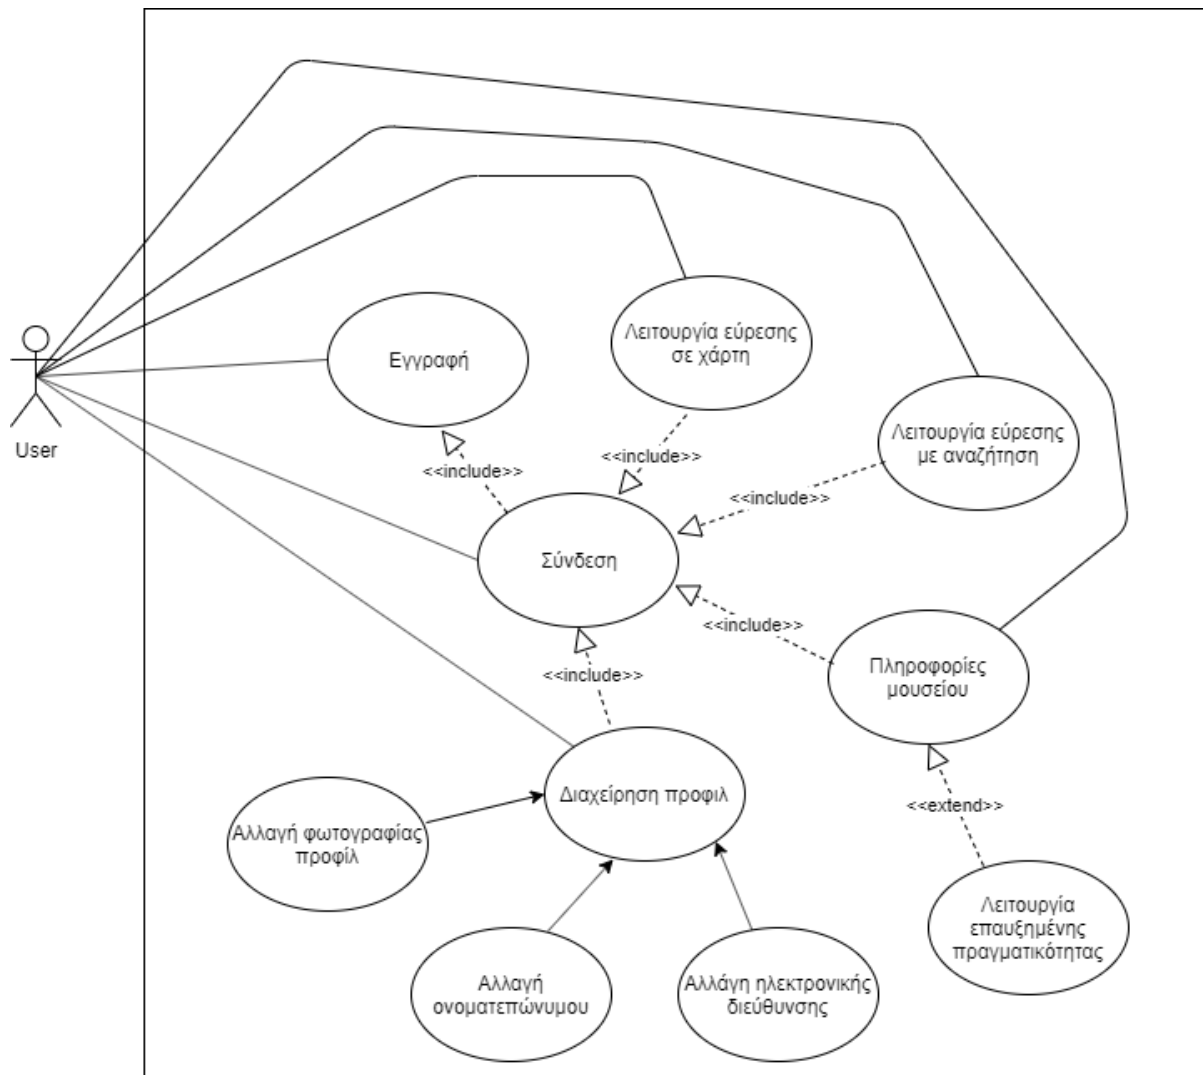 Λειτουργία εύρεσης
σε χάρτη
Εγγραφή
User
Λειτουργία εύρεσης
με αναζήτηση
<<include>>
<<include>>
<<include>>
Σύνδεση
<<include>>
Πληροφορίες
μουσείου
<<include>>
Διαχείρηση προφιλ
<<extend>>
Αλλαγή φωτογραφίας
προφίλ
Λειτουργία
επαυξημένης
πραγματικότητας
Αλλαγή
ονοματεπώνυμου
Αλλάγη ηλεκτρονικής
διεύθυνσης